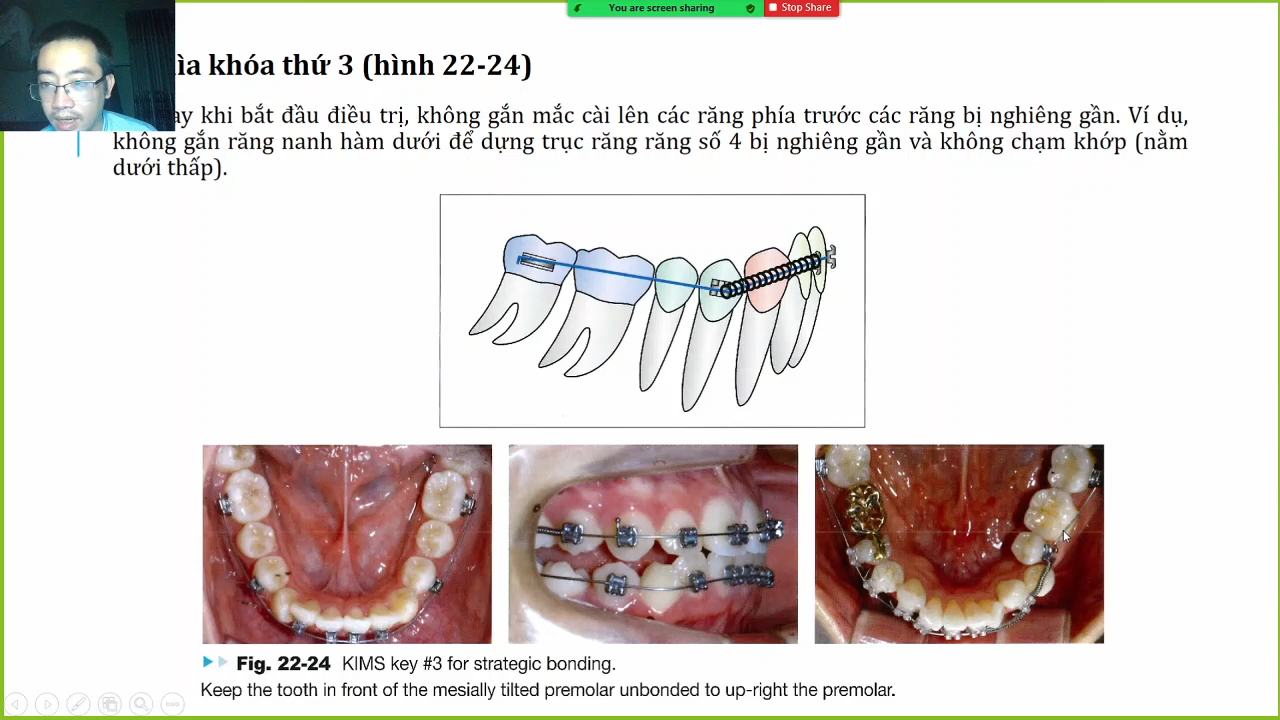 You are screen sharing
Stop Share
ìa khóa thứ 3 (hình 22-24)
ay khi bắt đầu điều trị, không gắn mắc cài lên các răng phía trước các răng bị nghiêng gần. Ví dụ,
không gắn răng nanh hàm dưới để dựng trục răng răng số 4 bị nghiêng gần và không chạm khớp (nằm
dưới thấp).
Fig. 22-24 KIMS key #3 for strategic bonding.
Keep the tooth in front of the mesially tilted premolar unbonded to up-right the premolar.